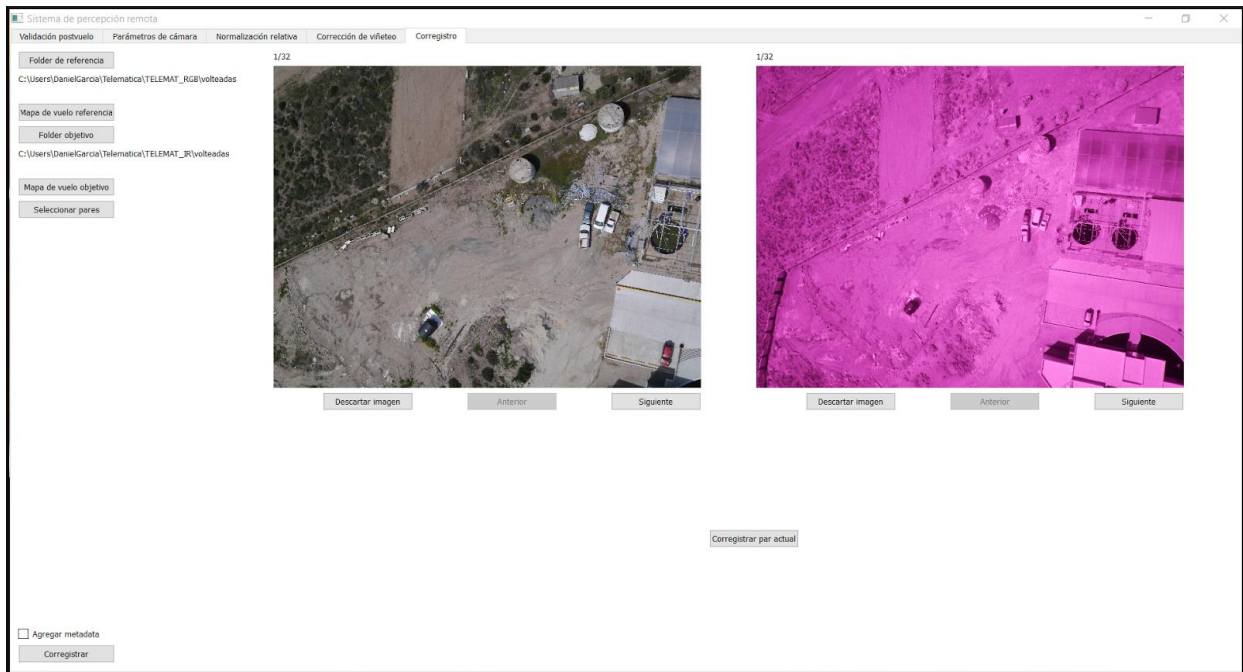 Sistema de percepción remota
Validación postvuelo
Parámetros de cámara
Normalización relativa
Corrección de viñeteo
Corregistro
Folder de referencia
C:\Users\DanielGarcia\Telematica\TELEMAT_RGB\volteadas
Mapa de vuelo referencia
Folder objetivo
C:\Users\DanielGarcia\Telematica\TELEMAT_IR\volteadas
Mapa de vuelo objetivo
Seleccionar pares
1/32
Descartar imagen
Anterior
Siguiente
1/32
Descartar imagen
Anterior
Siguiente
Corregistrar par actual
Agregar metadata
Corregistrar